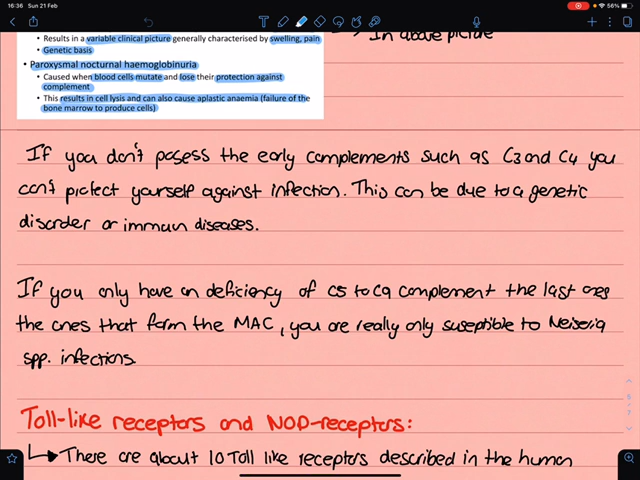 16:36 Sun 21 Feb
56%
• Results in a variable clinical picture generally characterised by swelling, pain
In above picture
• Genetic basis
• Paroxysmal nocturnal haemoglobinuria
• Caused when blood cells mutate and lose their protection against
complement
• This results in cell lysis and can also cause aplastic anaemia (failure of the
bone marrow to produce cells)
If you don't posess the early complements such as C3 and C4 you
can't protect yourself against infection. This can be due to a genetic
disorder or immun diseases.
If you only have an deficiency of C5 to C9 complement the last ones
the ones that form the MAC, you are really only suseptible to Neiseria
spp. infections.
Toll-like receptors and NOD-receptors:
↳ There are about 10 Toll like receptors described in the human